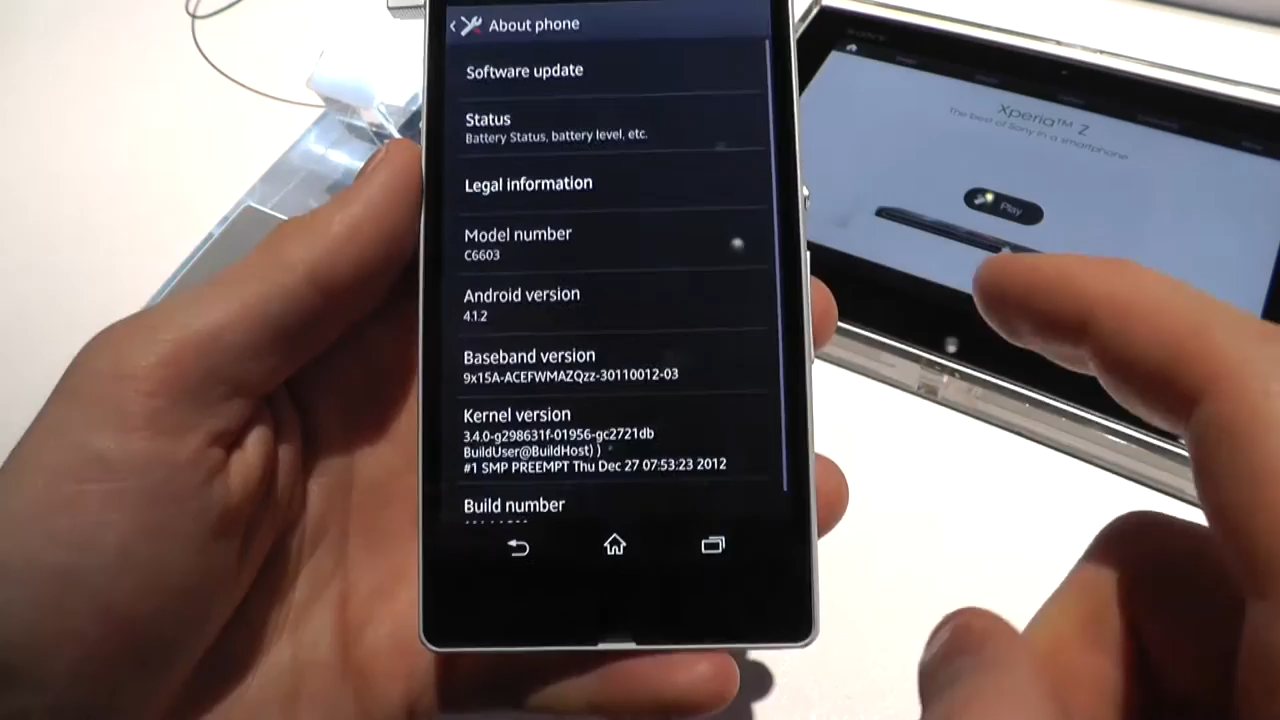 About phone
Software update
Status
Battery Status, battery level, etc.
Legal information
Model number
C6603
Android version
4.1.2
Baseband version
9x15A-ACEFWMAZQzz-30110012-03
Kernel version
3.4.0-g298631f-01956-gc2721db
BuildUser@BuildHost) )
#1 SMP PREEMPT Thu Dec 27 07:53:23 2012
Build number
SONY
Xperia™ Z
The best of Sony in a smartphone
Play